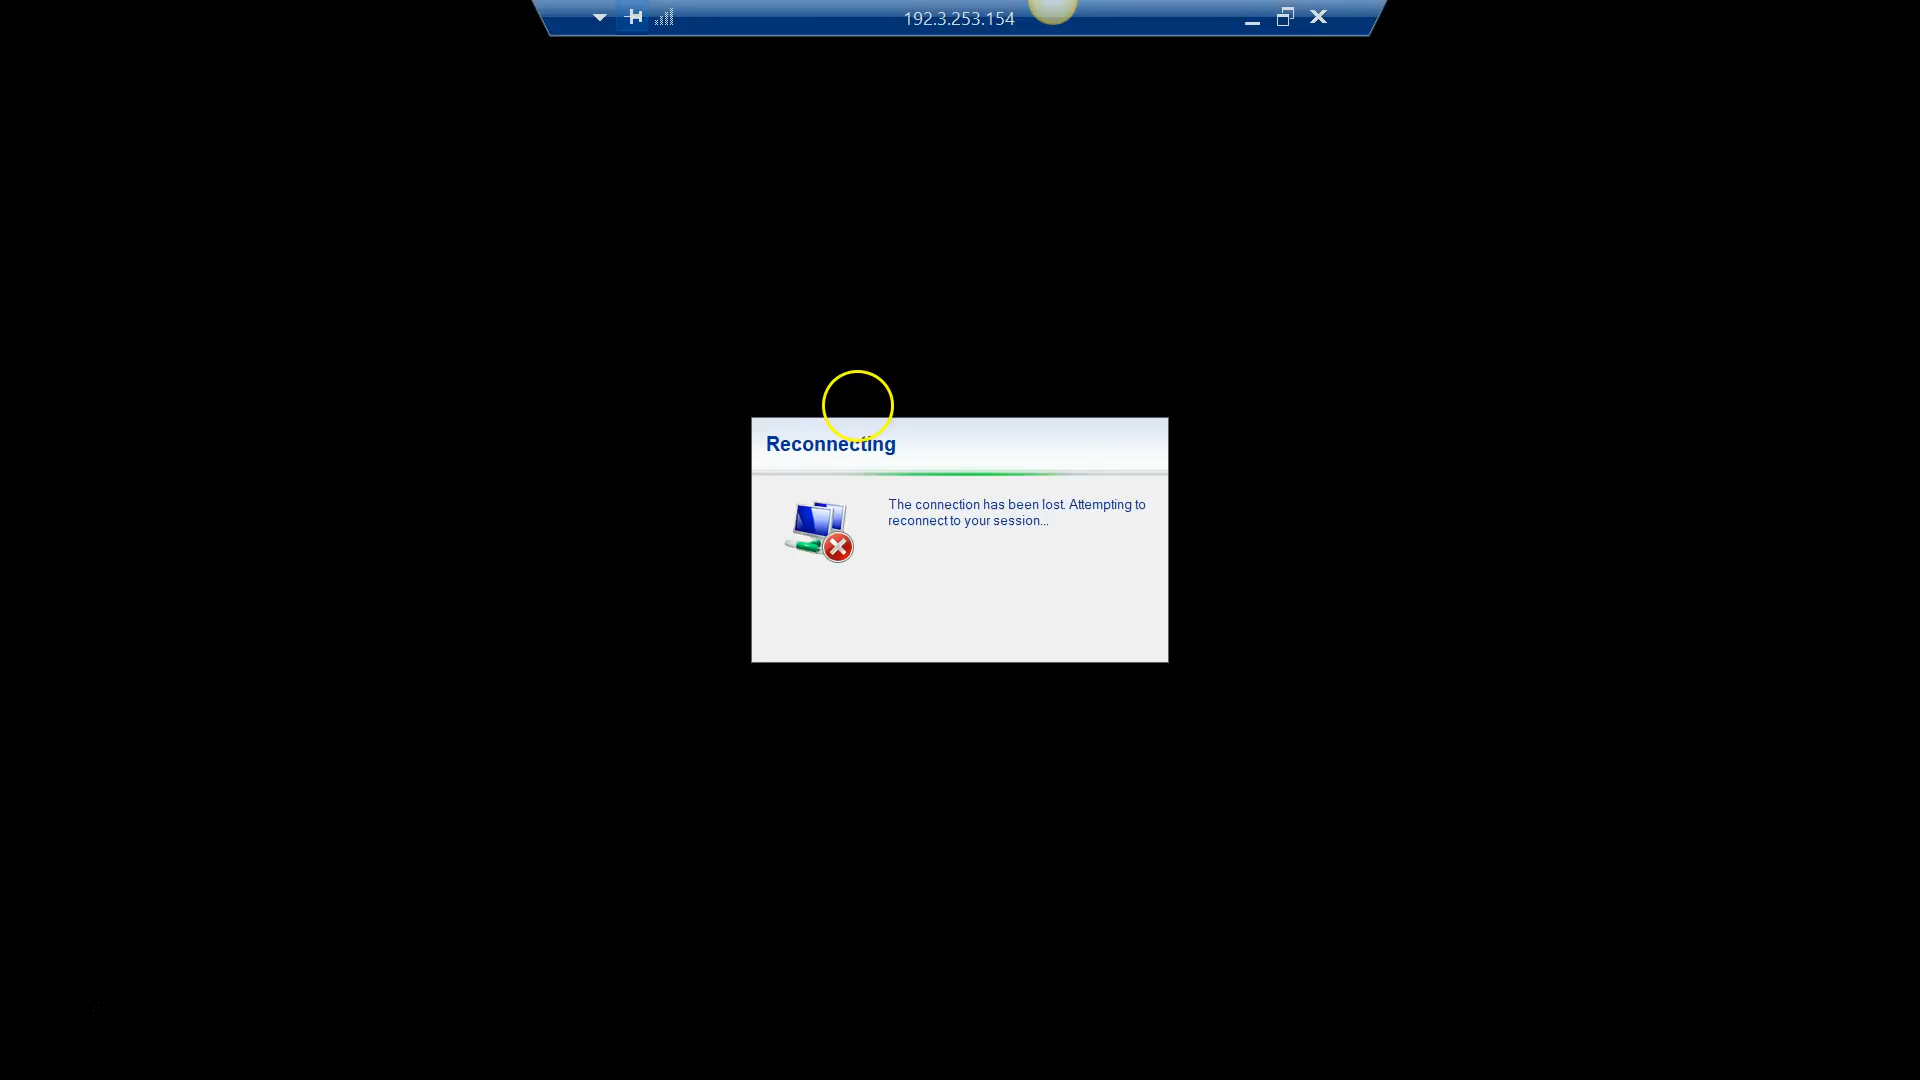 192.3.253.154
Reconnecting
The connection has been lost. Attempting to
reconnect to your session...